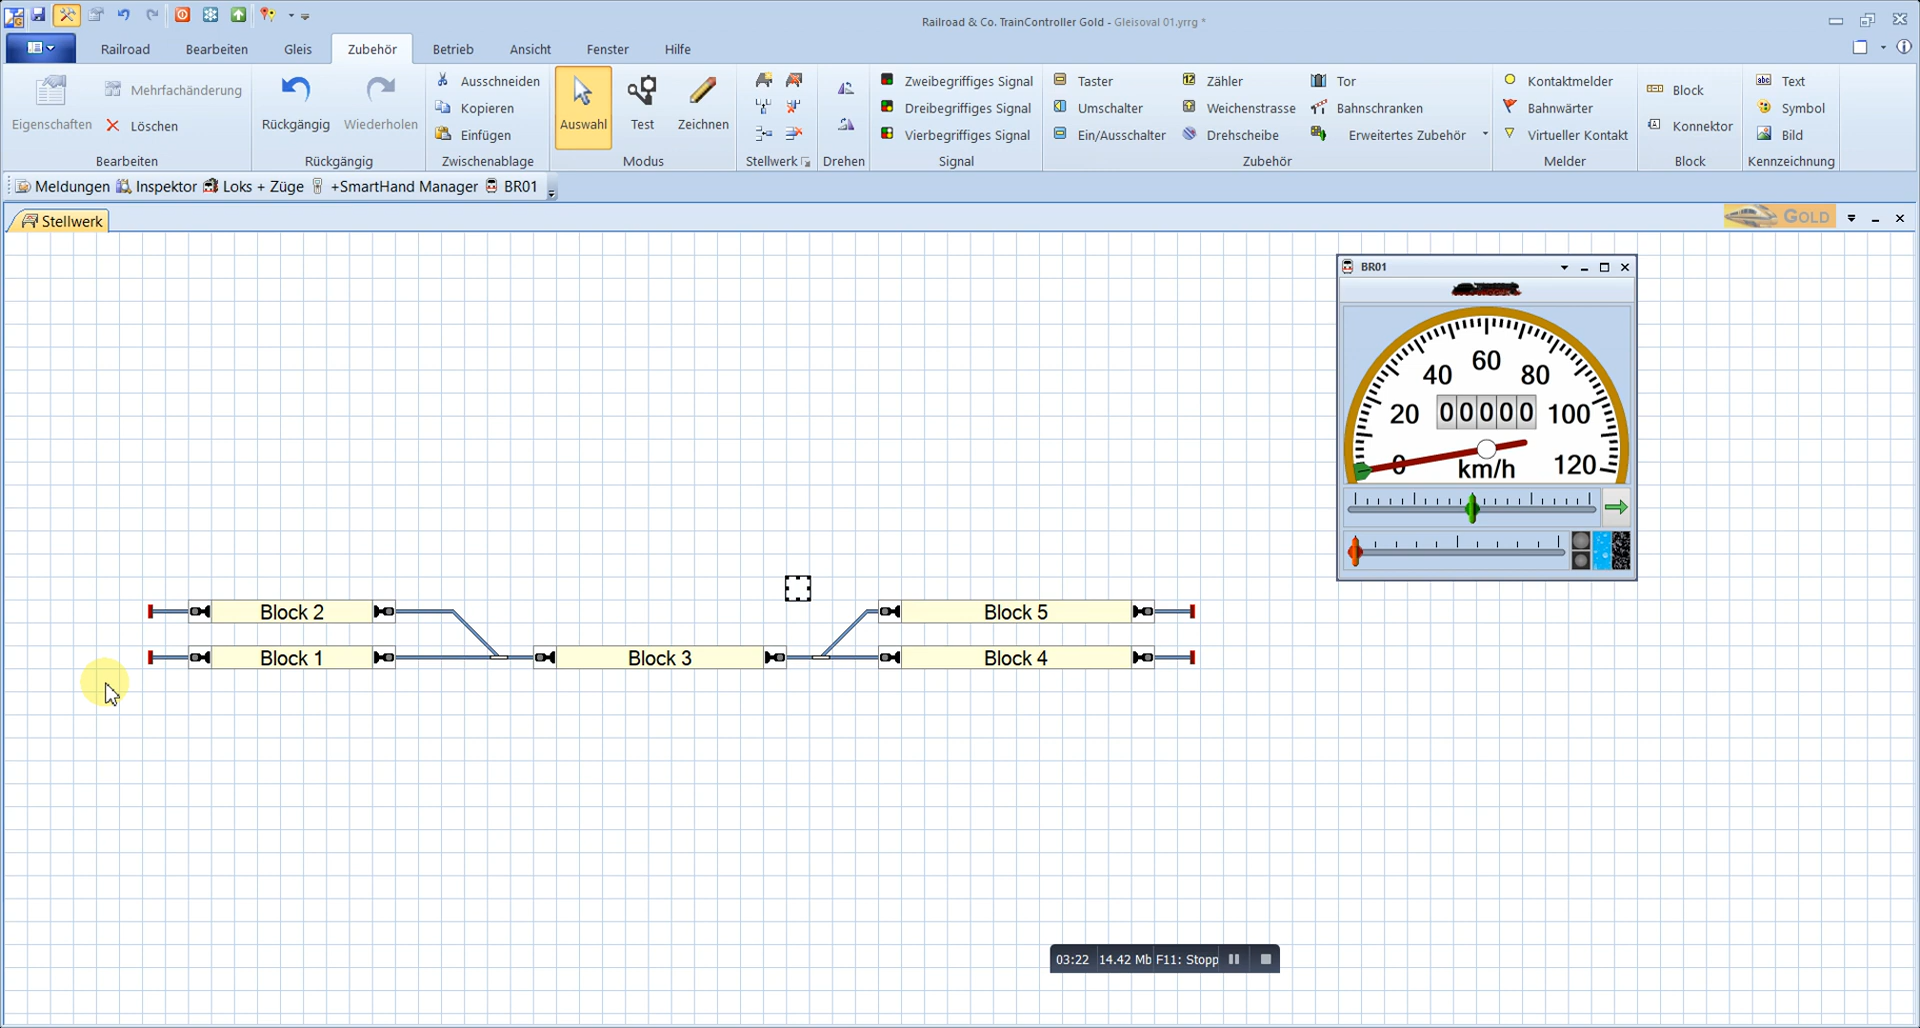 Railroad & Co. TrainController Gold - Gleisoval 01.yrrg *
Railroad Bearbeiten Gleis Zubehör Betrieb Ansicht Fenster Hilfe
Eigenschaften
Mehrfachänderung
Löschen
Bearbeiten
Rückgängig
Wiederholen
Rückgängig
Ausschneiden
Kopieren
Einfügen
Zwischenablage
Auswahl
Test
Zeichnen
Modus
Stellwerk
Drehen
Zweibegriffiges Signal
Dreibegriffiges Signal
Vierbegriffiges Signal
Signal
Taster
Umschalter
Ein/Ausschalter
12 Zähler
Weichenstrasse
Drehscheibe
Tor
Bahnschranken
Erweitertes Zubehör
Zubehör
Kontaktmelder
Bahnwärter
Virtueller Kontakt
Melder
Block
A Konnektor
Block
abc Text
Symbol
Bild
Kennzeichnung
Meldungen Inspektor Loks + Züge +SmartHand Manager BR01
Stellwerk
GOLD
BR01
0 20 40 60 80 100 120
00000
km/h
Block 2 Block 5
Block 1 Block 3 Block 4
03:22 14.42 Mb F11: Stopp